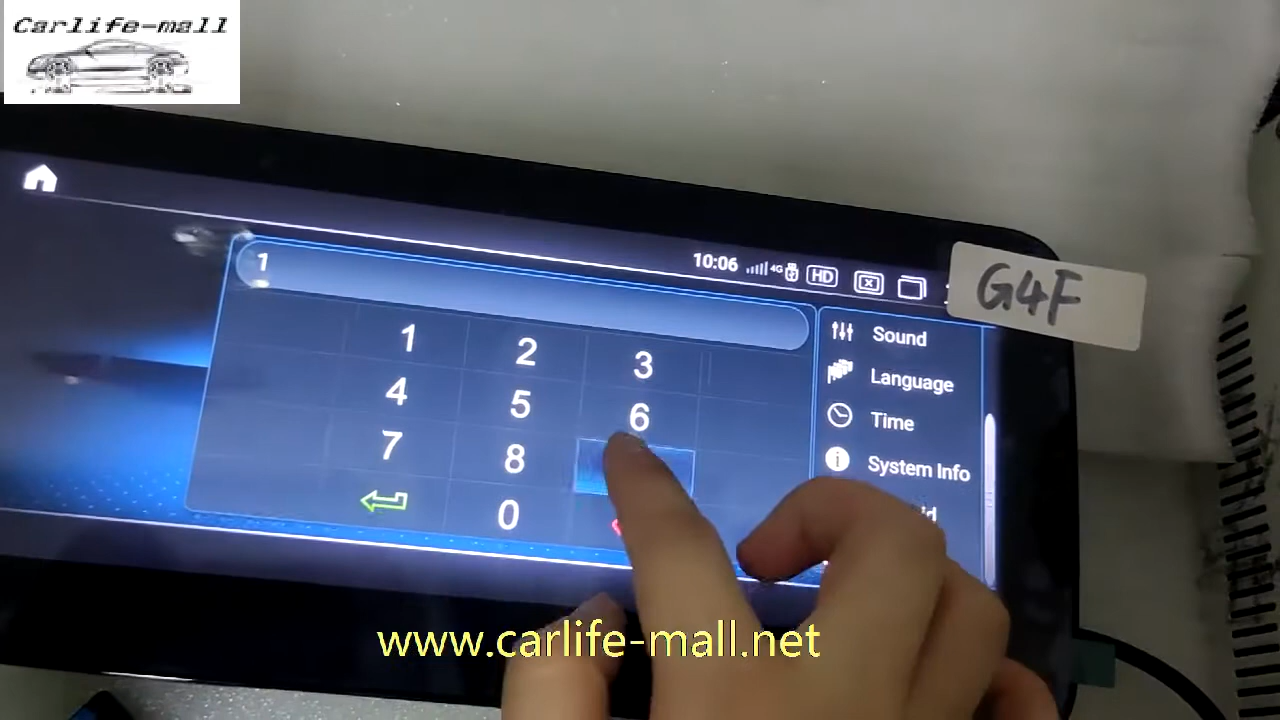 Carlife-mall
10:06
4G
HD
G4F
1
1 2 3
4 5 6
7 8
0
Sound
Language
Time
System Info
www.carlife-mall.net